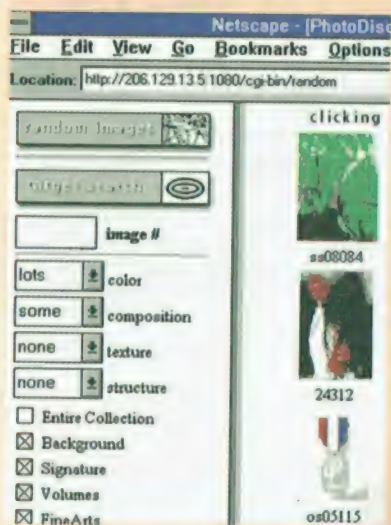 Netscape - [PhotoDisc
File Edit View Go Bookmarks Options
Location: http://206.129.13.5:1080/cgi-bin/random
random images
target search
image #
lots color
some composition
none texture
none structure
Entire Collection
Background
Signature
Volumes
FineArts
clicking
ss08084
24312
os05115